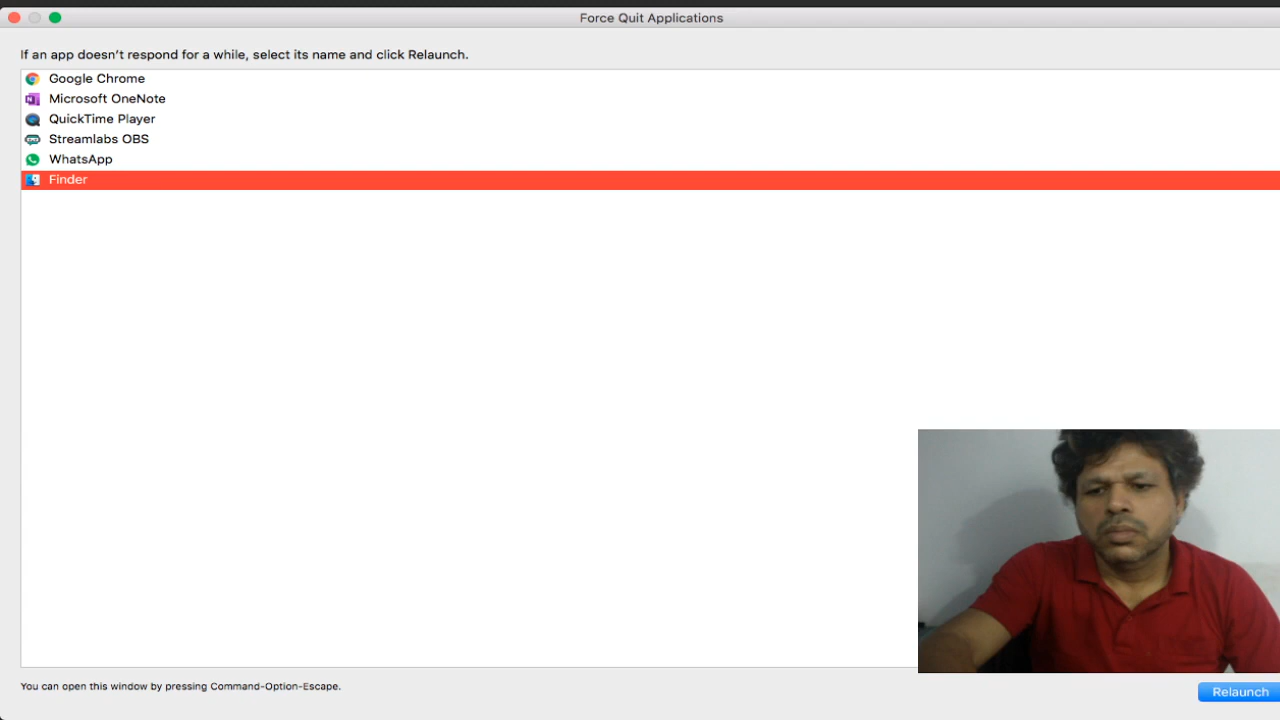 Force Quit Applications
If an app doesn't respond for a while, select its name and click Relaunch.
Google Chrome
Microsoft OneNote
QuickTime Player
Streamlabs OBS
WhatsApp
Finder
You can open this window by pressing Command-Option-Escape.
Relaunch